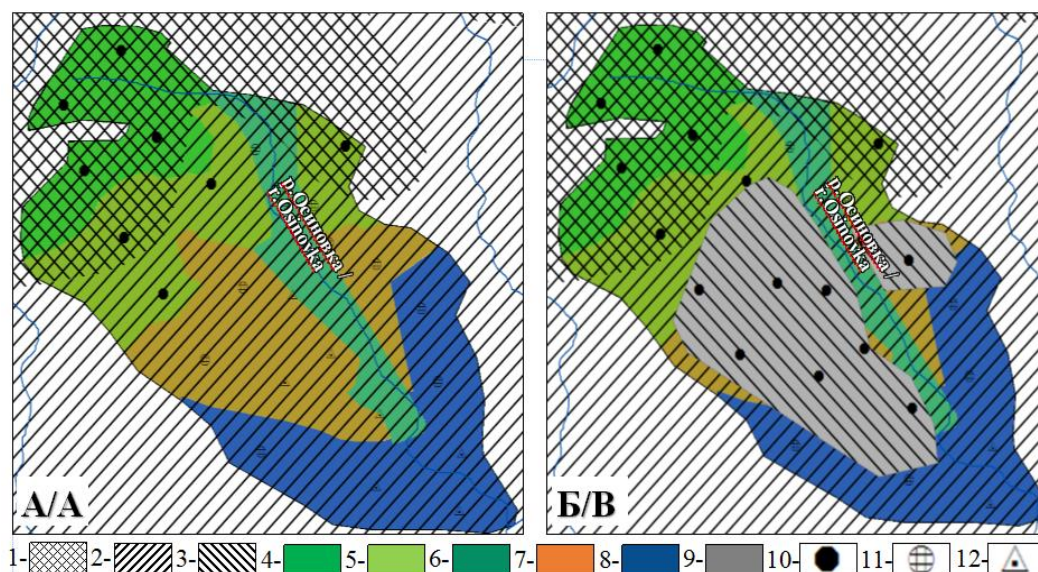 р. Осиновка /
r.Osinovka
р. Осиновка /
r.Osinovka
А/A
Б/B
1- 2- 3- 4- 5- 6- 7- 8- 9- 10- 11- 12-